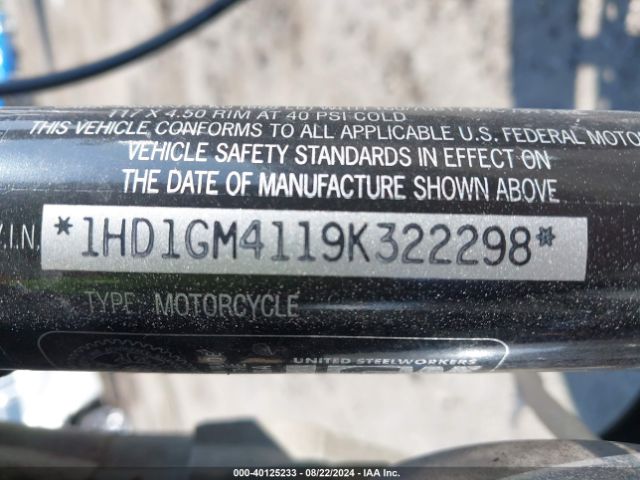 T17 X 4.50 RIM AT 40 PSI COLD
THIS VEHICLE CONFORMS TO ALL APPLICABLE U.S. FEDERAL MOTO
VEHICLE SAFETY STANDARDS IN EFFECT ON
THE DATE OF MANUFACTURE SHOWN ABOVE
V.I.N. *1HD1GM4119K322298*
TYPE: MOTORCYCLE
UNITED STEELWORKERS
000-40125233 - 08/22/2024 - IAA Inc.